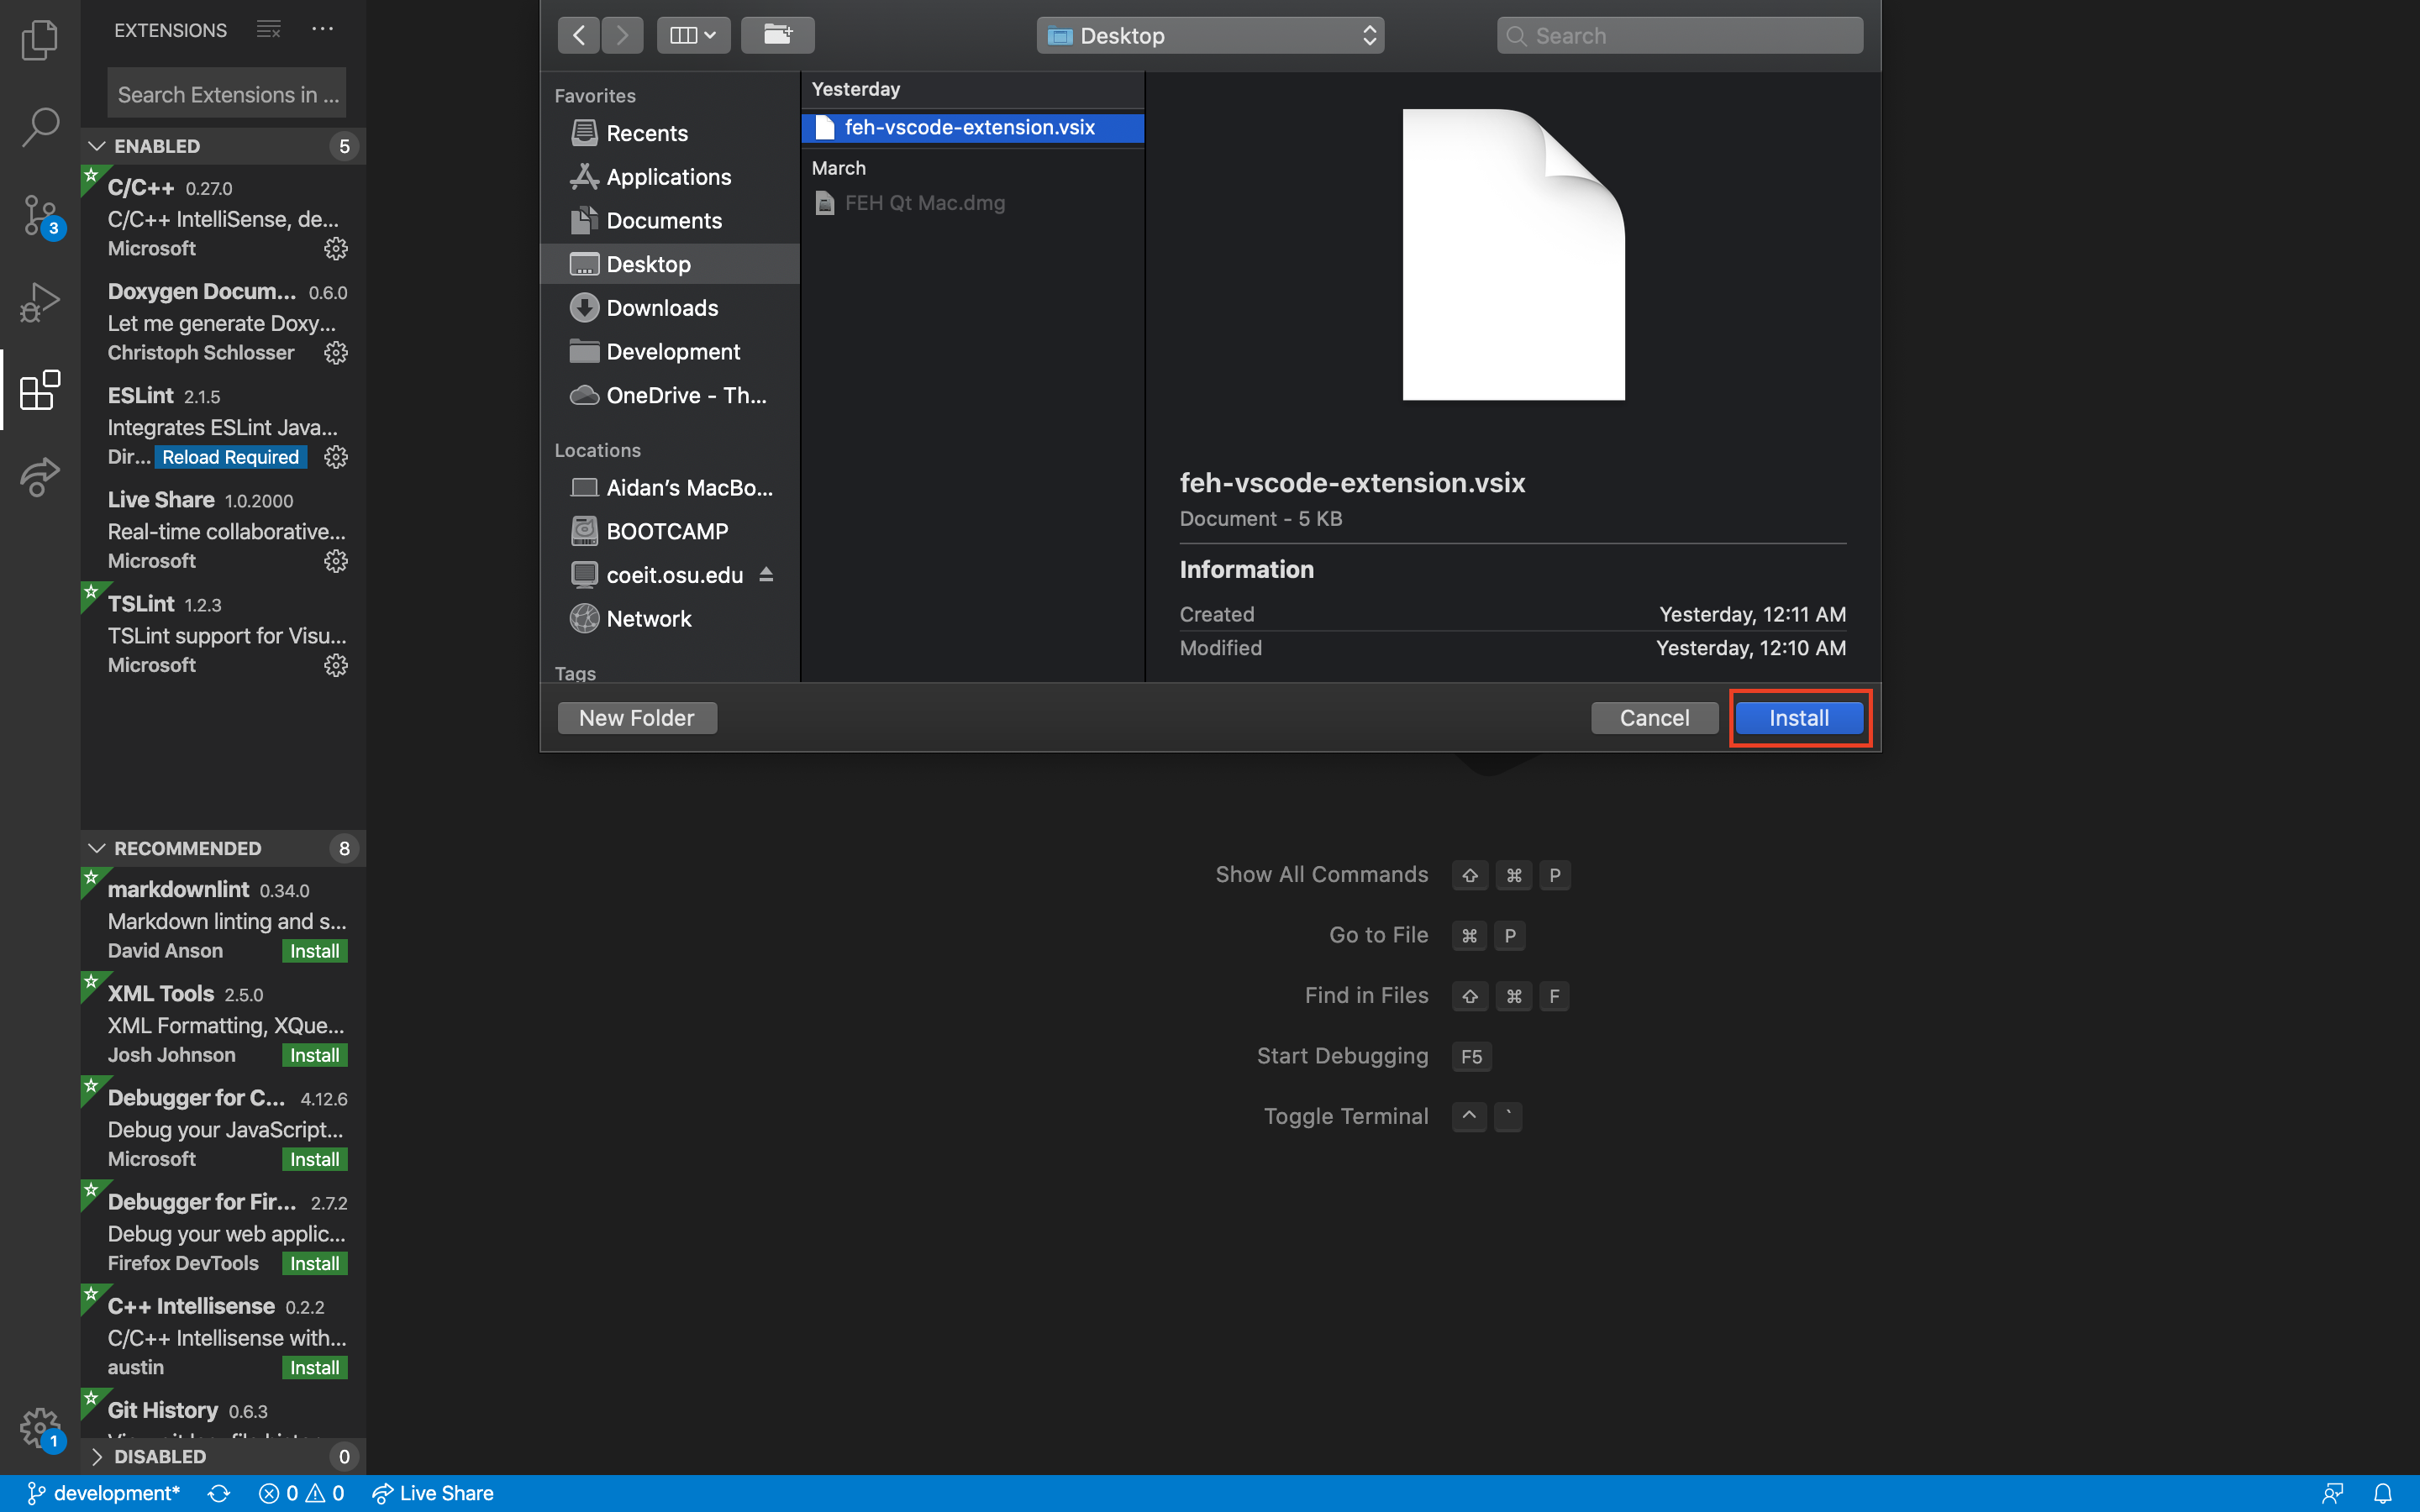 EXTENSIONS
Search Extensions in ...
ENABLED 5
C/C++ 0.27.0
C/C++ IntelliSense, de...
Microsoft
Doxygen Docum... 0.6.0
Let me generate Doxy...
Christoph Schlosser
ESLint 2.1.5
Integrates ESLint Java...
Dir... Reload Required
Live Share 1.0.2000
Real-time collaborative...
Microsoft
TSLint 1.2.3
TSLint support for Visu...
Microsoft
RECOMMENDED 8
markdownlint 0.34.0
Markdown linting and s...
David Anson Install
XML Tools 2.5.0
XML Formatting, XQue...
Josh Johnson Install
Debugger for C... 4.12.6
Debug your JavaScript...
Microsoft Install
Debugger for Fir... 2.7.2
Debug your web applic...
Firefox DevTools Install
C++ Intellisense 0.2.2
C/C++ Intellisense with...
austin Install
Git History 0.6.3
DISABLED 0
3
1
Desktop
Search
Favorites
Recents
Applications
Documents
Desktop
Downloads
Development
OneDrive - Th...
Locations
Aidan's MacBo...
BOOTCAMP
coeit.osu.edu
Network
Tags
Yesterday
feh-vscode-extension.vsix
March
FEH Qt Mac.dmg
feh-vscode-extension.vsix
Document - 5 KB
Information
Created Yesterday, 12:11 AM
Modified Yesterday, 12:10 AM
New Folder
Cancel
Install
Show All Commands ⇧ ⌘ P
Go to File ⌘ P
Find in Files ⇧ ⌘ F
Start Debugging F5
Toggle Terminal ^ `
development* 0 0 Live Share